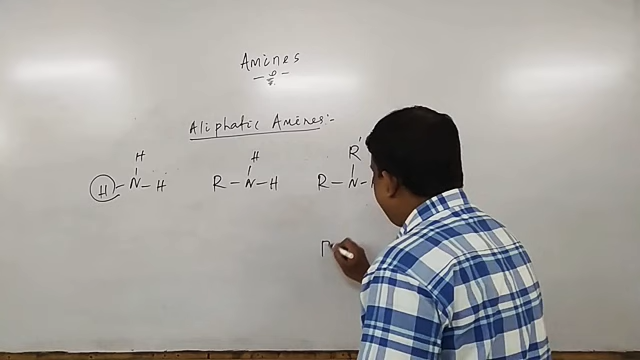 Amines
Aliphatic Amines:-
H H R'
H-N-H R-N-H R-N-